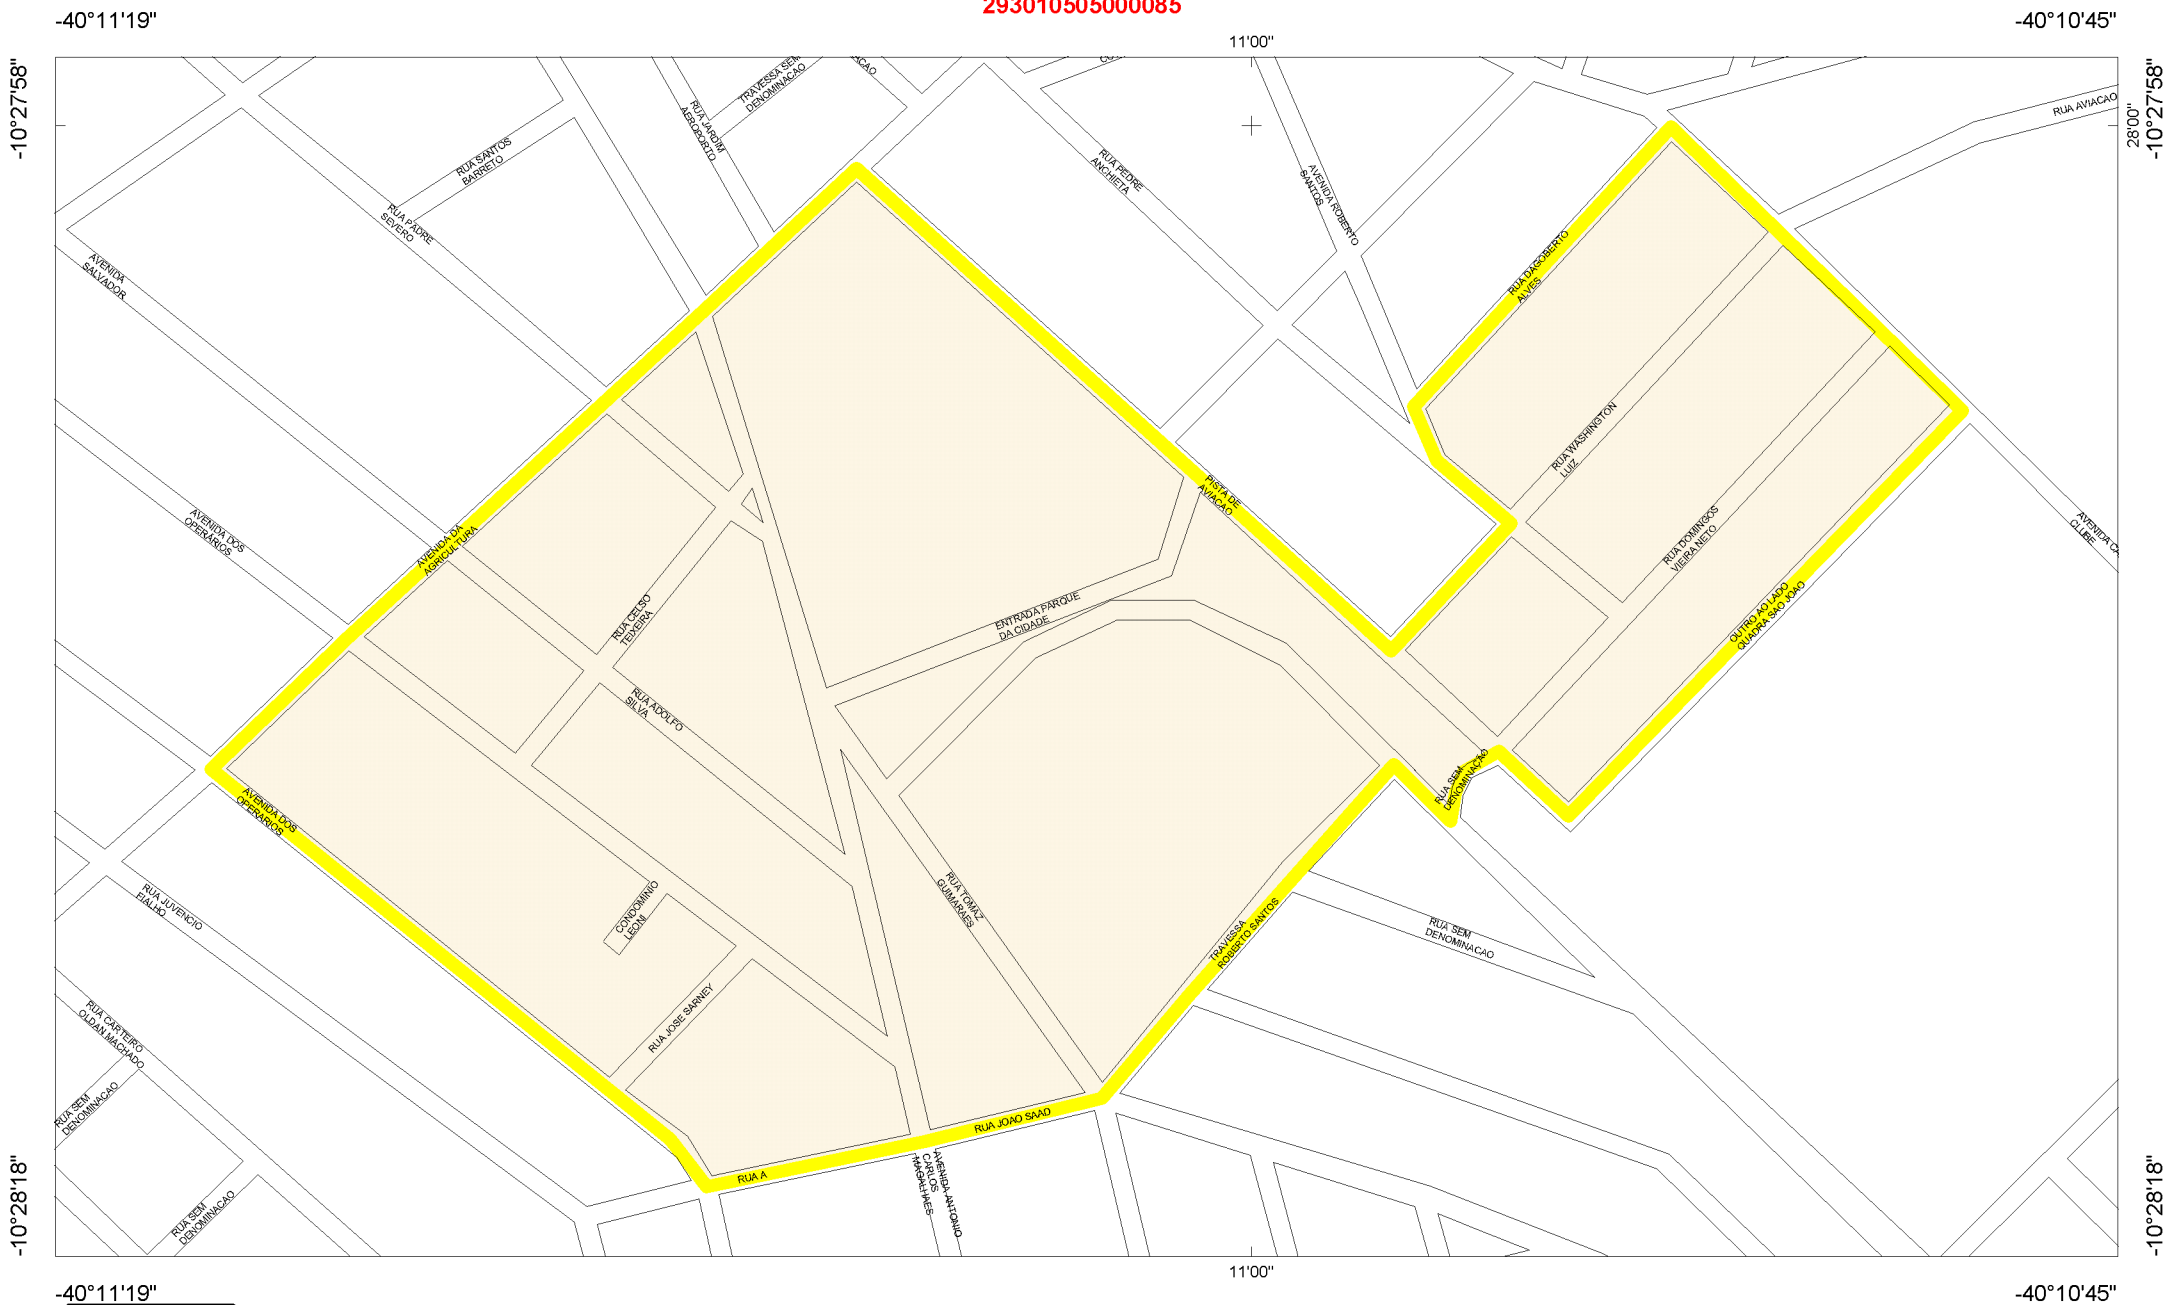 293010505000085
-40°11'19"
-40°10'45"
11'00"
-10°27'58"
-10°27'58"
28'00"
TRAVESSA SEM
DENOMINACAO
RUA JARDIM
AEROPORTO
RUA AVIACAO
RUA SANTOS
BARRETO
RUA PEDRE
ANCHIETA
AVENIDA ROBERTO
SANTOS
RUA PADRE
SEVERO
AVENIDA
SALVADOR
RUA DAGOBERTO
ALVES
RUA WASHINGTON
LUIZ
PISTA DE
AVIACAO
AVENIDA DOS
OPERARIOS
AVENIDA DA
AGRICULTURA
RUA DOMINGOS
VIEIRA NETO
AVENIDA CA
CLUBE
RUA CELSO
TEIXEIRA
ENTRADA PARQUE
DA CIDADE
OUTRO AO LADO
QUADRA SAO JOAO
RUA ADOLFO
SILVA
RUA SEM
DENOMINAÇÃO
AVENIDA DOS
OPERARIOS
RUA JUVENCIO
FIALHO
CONDOMINIO
LEONI
RUA TOMAZ
GUIMARAES
TRAVESSA
ROBERTO SANTOS
RUA SEM
DENOMINACAO
RUA JOSE SARNEY
RUA CARTEIRO
OLDAN MACHADO
RUA SEM
DENOMINACAO
RUA JOAO SAAD
RUA A
AVENIDA ANTONIO
CARLOS
MAGALHAES
RUA SEM
DENOMINACAO
-10°28'18"
-10°28'18"
-40°11'19"
11'00"
-40°10'45"